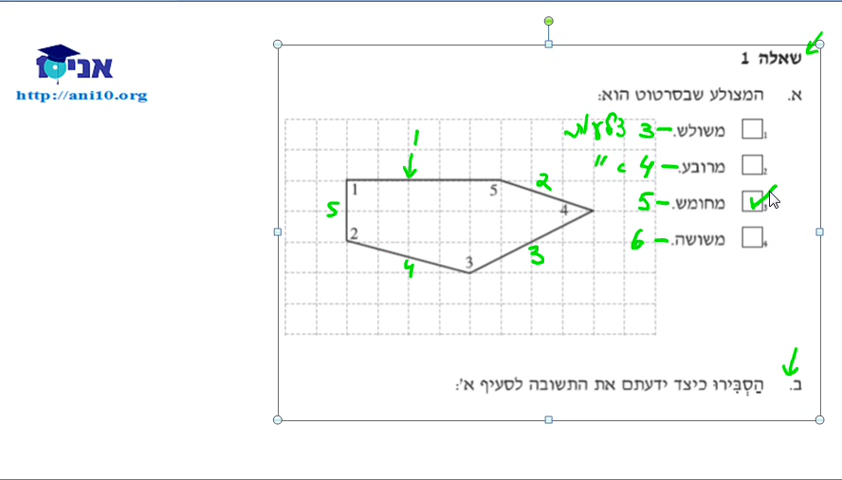 אני10
http://ani10.org
שאלה 1
א. המצולע שבסרטוט הוא:
משולש. – 3 צלעות
מרובע. – 4 "
מחומש. – 5
משושה. – 6
1
1 5 2
5 4
2
4 3 3
ב. הַסְבִּירוּ כיצד ידעתם את התשובה לסעיף א':